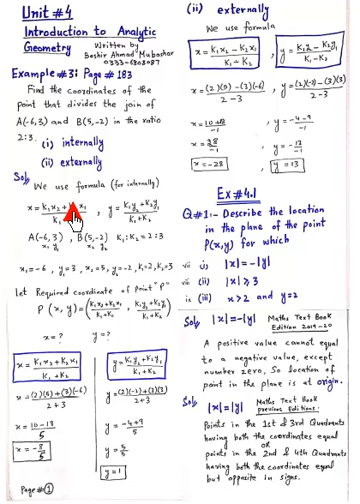 Unit #4
Introduction to Analytic
Geometry
Written by
Bashir Ahmad Mubashar
0333-6803087
Example #3: Page #183
Find the coordinates of the
point that divides the join of
A(-6,3) and B(5,-2) in the ratio
2:3.
(i) internally
(ii) externally
Sol
We use formula (for internally)
A(-6,3), B(5,-2) K₁:K₂=2:3
x₁ y₁ x₂ y₂
x₁=-6, y=3, x₂=5, y₂=-2, K₁=2, K₂=3
Let Required coordinate of Point "P"
P(x,y)=((K₁x₂+K₂x₁)/(K₁+K₂), (K₁y₂+K₂y₁)/(K₁+K₂))
x=? y=?
x=(K₁x₂+K₂x₁)/(K₁+K₂)
y=(K₁y₂+K₂y₁)/(K₁+K₂)
x=((2)(5)+(3)(-6))/(2+3)
y=((2)(-2)+(3)(3))/(2+3)
x=(10-18)/5
y=(-4+9)/5
x=-8/5
y=5/5
y=1
Page #①
(ii) externally
We use formula
x=(K₁x₂-K₂x₁)/(K₁-K₂), y=(K₁y₂-K₂y₁)/(K₁-K₂)
x=((2)(5)-(3)(-6))/(2-3), y=((2)(-2)-(3)(3))/(2-3)
x=(10+18)/-1, y=(-4-9)/-1
x=28/-1, y=-13/-1
x=-28, y=13
Ex #4.1
Q#1:- Describe the location
in the plane of the point
P(x,y) for which
i) |x|=-|y|
(ii) |x|⩾3
(iii) x>2 and y=2
Sol |x|=-|y| Maths Text Book
Edition 2019-20
A positive value cannot equal
to a negative value, except
number zero, So location of
point in the plane is at origin.
Sol |x|=|y| Maths Text Book
previous Editions
Points in the 1st & 3rd Quadrants
having both the coordinates equal
OR
points in the 2nd & 4th Quadrants
having both the coordinates equal
but opposite in signs.